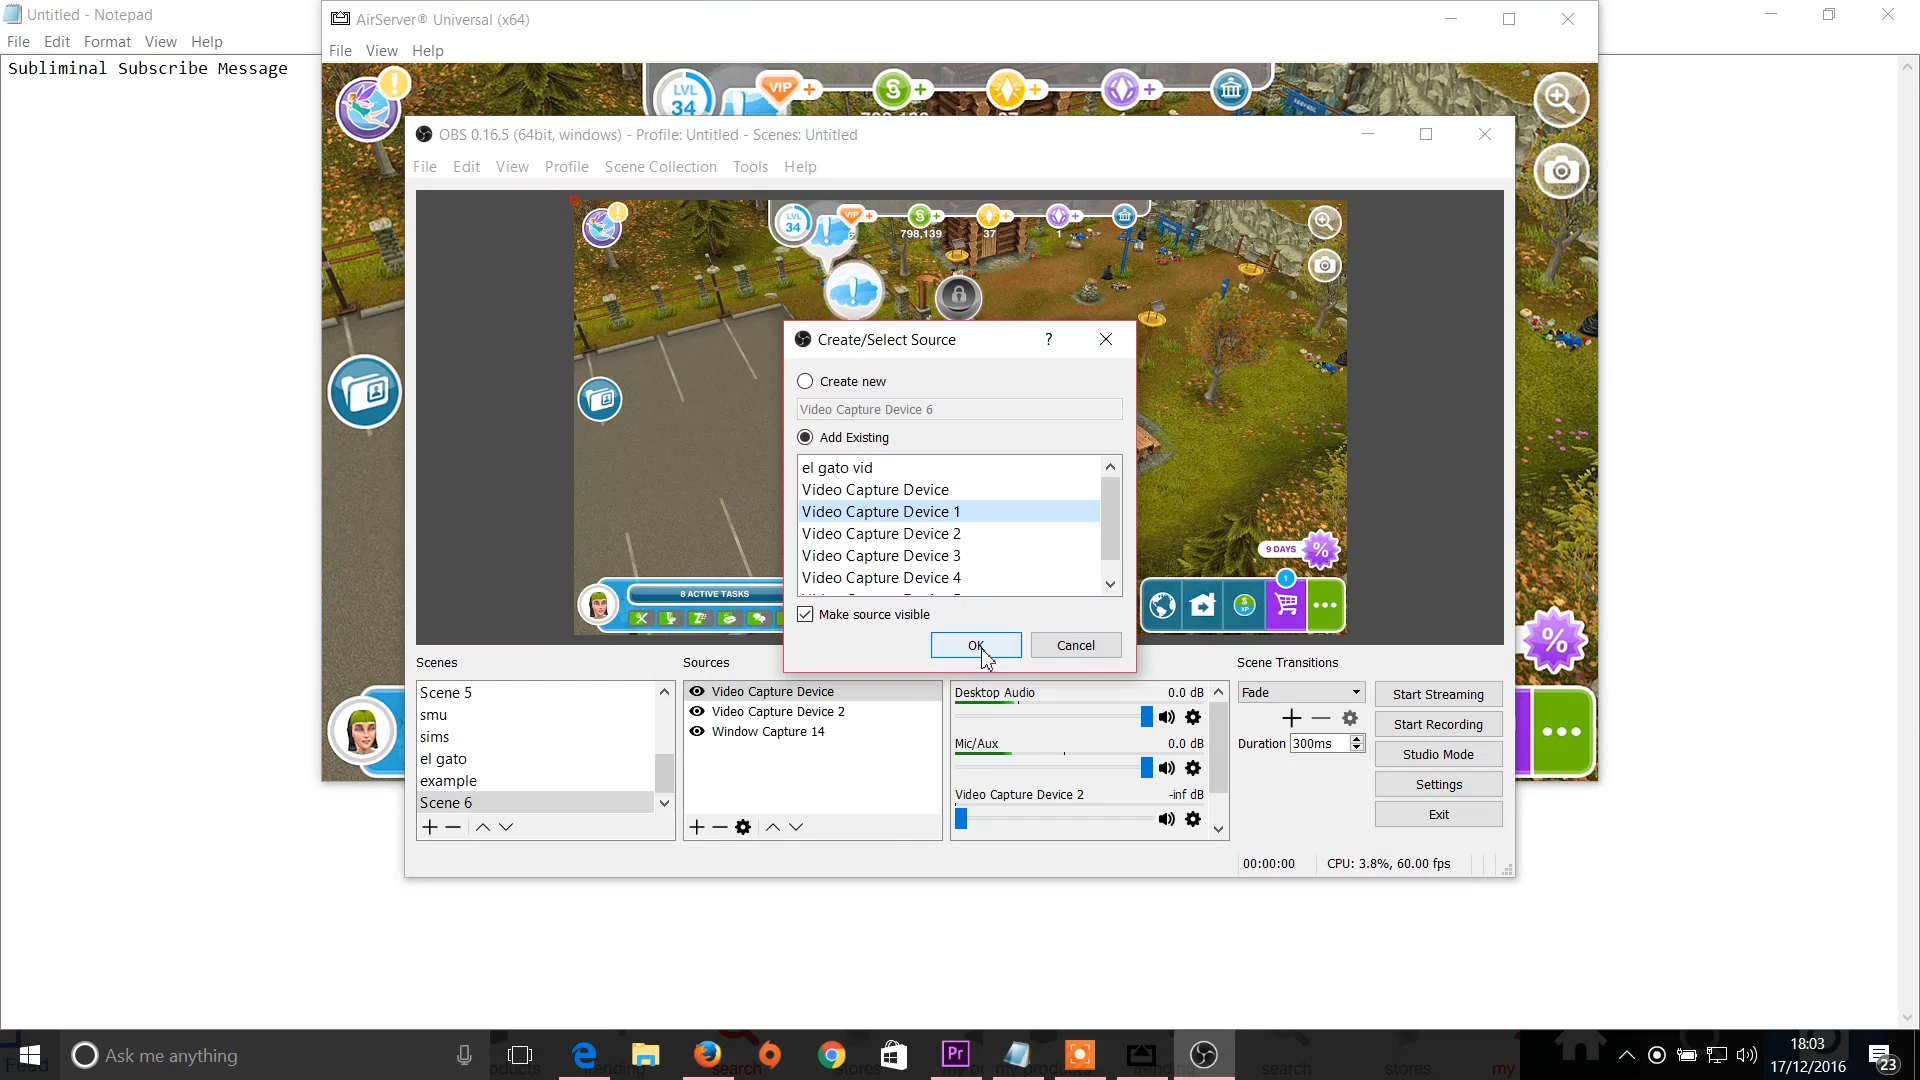 Untitled - Notepad
File Edit Format View Help
Subliminal Subscribe Message
AirServer® Universal (x64)
File View Help
LVL
34
VIP
OBS 0.16.5 (64bit, windows) - Profile: Untitled - Scenes: Untitled
File Edit View Profile Scene Collection Tools Help
LVL
34
VIP
798,139
37
1
Create/Select Source
?
Create new
Video Capture Device 6
Add Existing
el gato vid
Video Capture Device
Video Capture Device 1
Video Capture Device 2
Video Capture Device 3
Video Capture Device 4
Make source visible
OK
Cancel
9 DAYS
%
8 ACTIVE TASKS
1
S
XP
%
Scenes
Scene 5
smu
sims
el gato
example
Scene 6
Sources
Video Capture Device
Video Capture Device 2
Window Capture 14
Desktop Audio 0.0 dB
Mic/Aux 0.0 dB
Video Capture Device 2 -inf dB
Scene Transitions
Fade
Duration 300ms
Start Streaming
Start Recording
Studio Mode
Settings
Exit
00:00:00
CPU: 3.8%, 60.00 fps
Ask me anything
Pr
18:03
17/12/2016
23